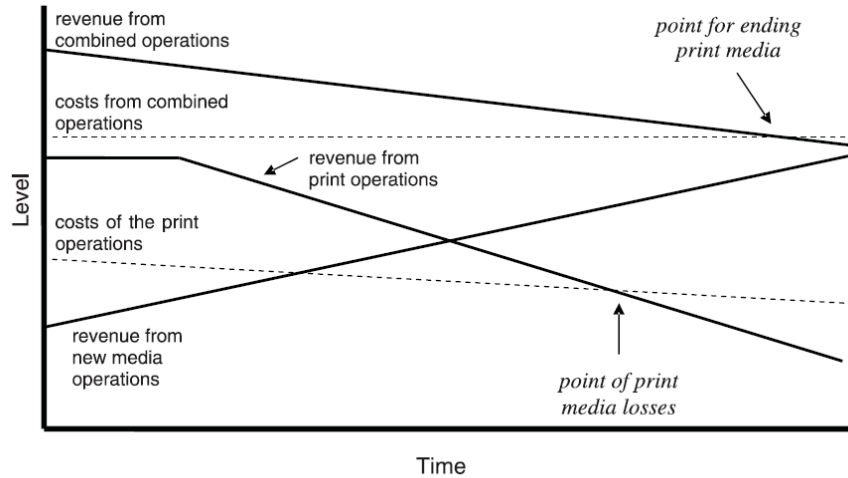 revenue from
combined operations
point for ending
print media
costs from combined
operations
revenue from
print operations
Level
costs of the print
operations
revenue from
new media
operations
point of print
media losses
Time